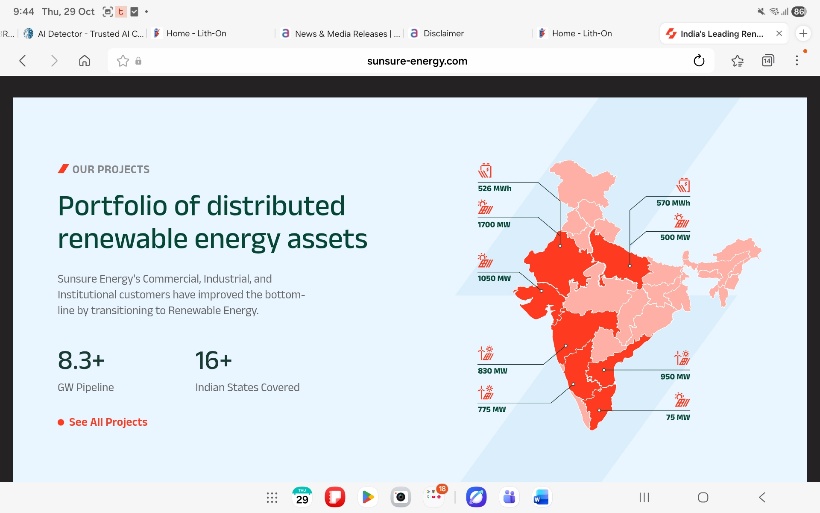 9:44 Thu, 29 Oct
t
86
R...
AI Detector - Trusted AI C...
Home - Lith-On
News & Media Releases | ...
Disclaimer
Home - Lith-On
India's Leading Ren...
sunsure-energy.com
14
OUR PROJECTS
Portfolio of distributed
renewable energy assets
Sunsure Energy's Commercial, Industrial, and
Institutional customers have improved the bottom-
line by transitioning to Renewable Energy.
8.3+
GW Pipeline
16+
Indian States Covered
See All Projects
526 MWh
1700 MW
1050 MW
830 MW
775 MW
570 MWh
500 MW
950 MW
75 MW
THU
29
18